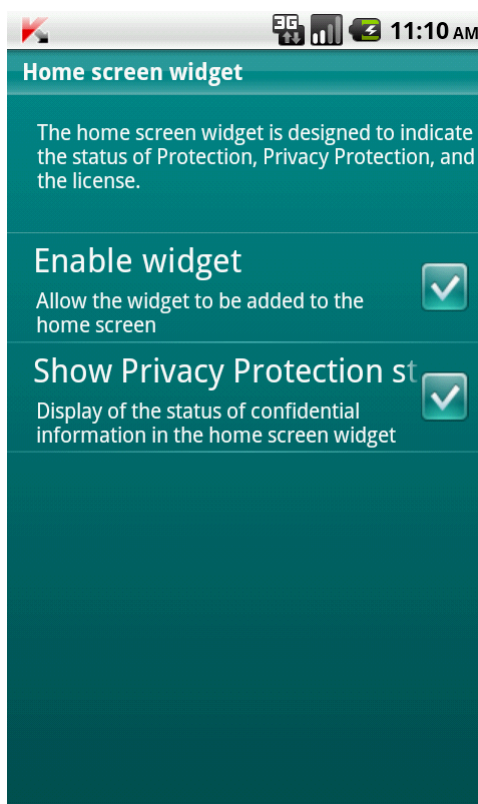 3G 11:10 AM
Home screen widget
The home screen widget is designed to indicate
the status of Protection, Privacy Protection, and
the license.
Enable widget
Allow the widget to be added to the
home screen
Show Privacy Protection st
Display of the status of confidential
information in the home screen widget